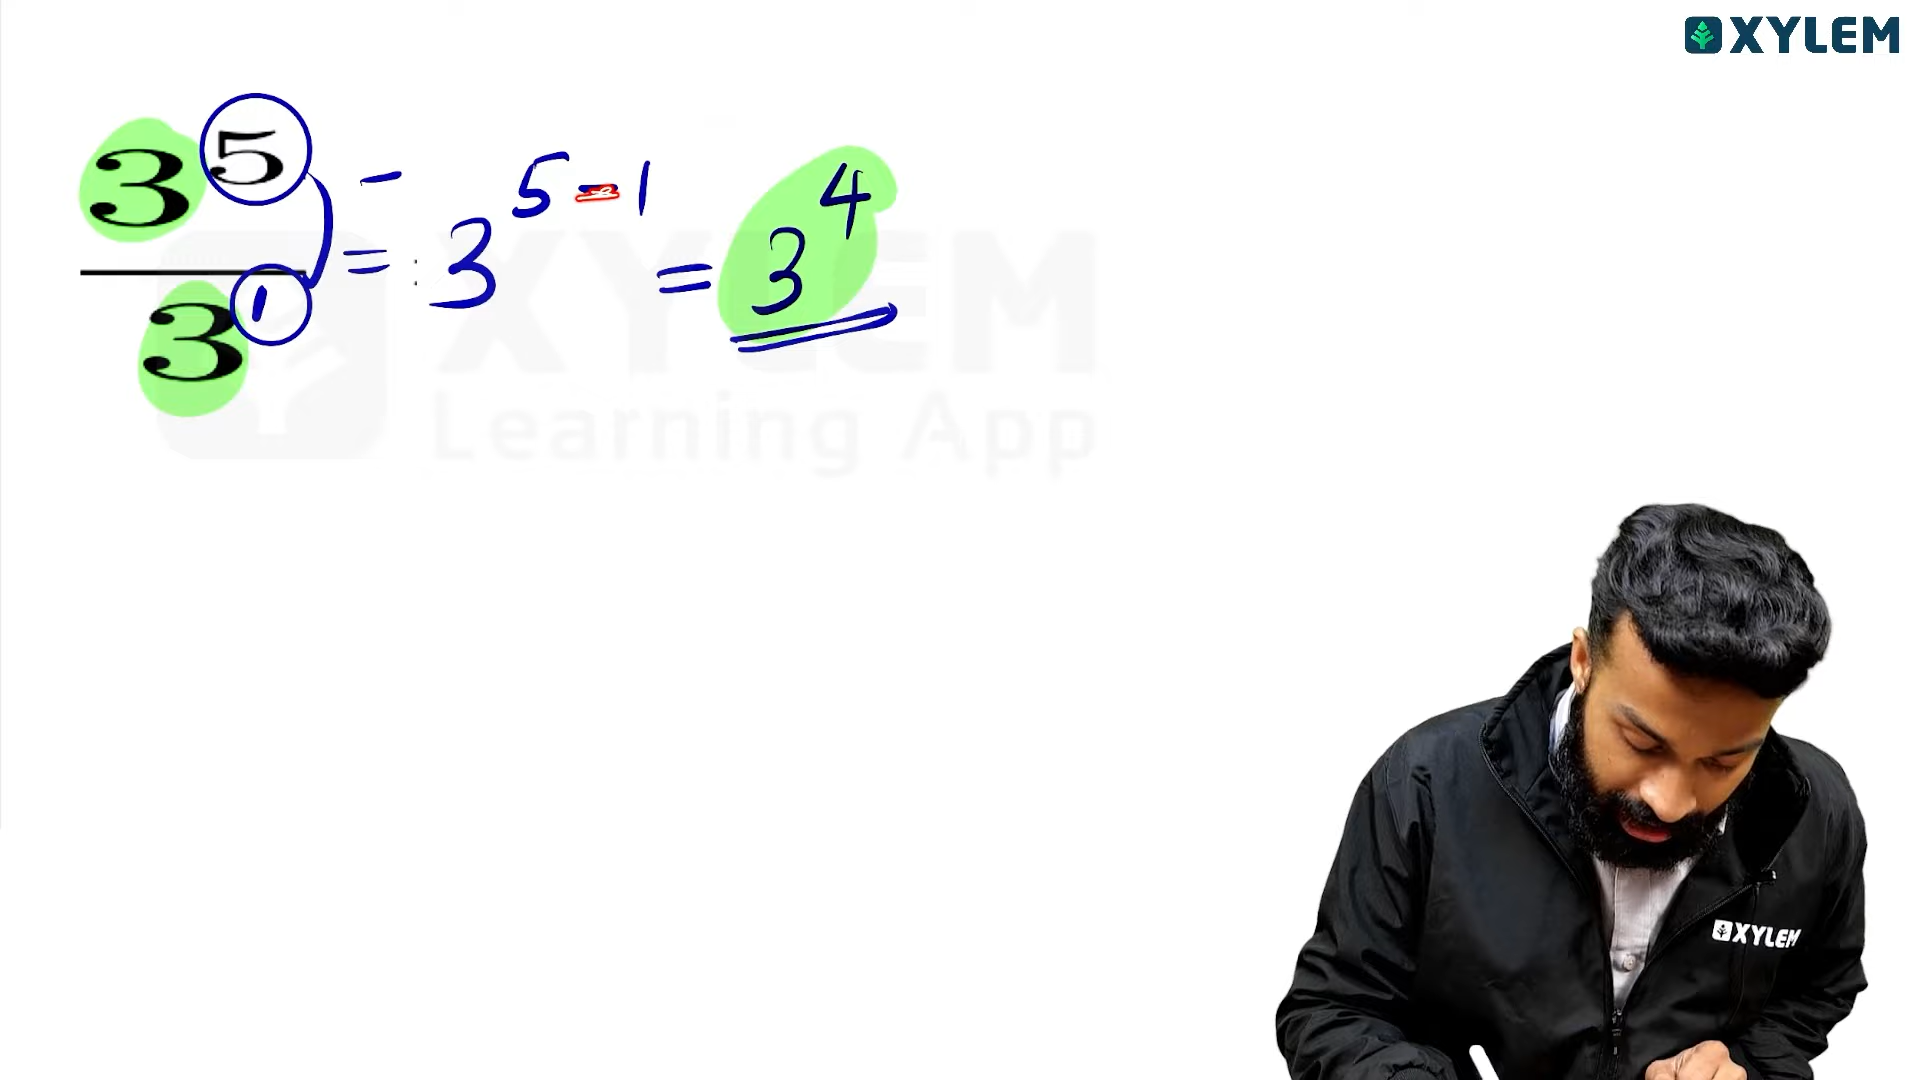 XYLEM
3^5 / 3^1 = 3^(5-1) = 3^4
-
XYLEM
Learning App
XYLEM